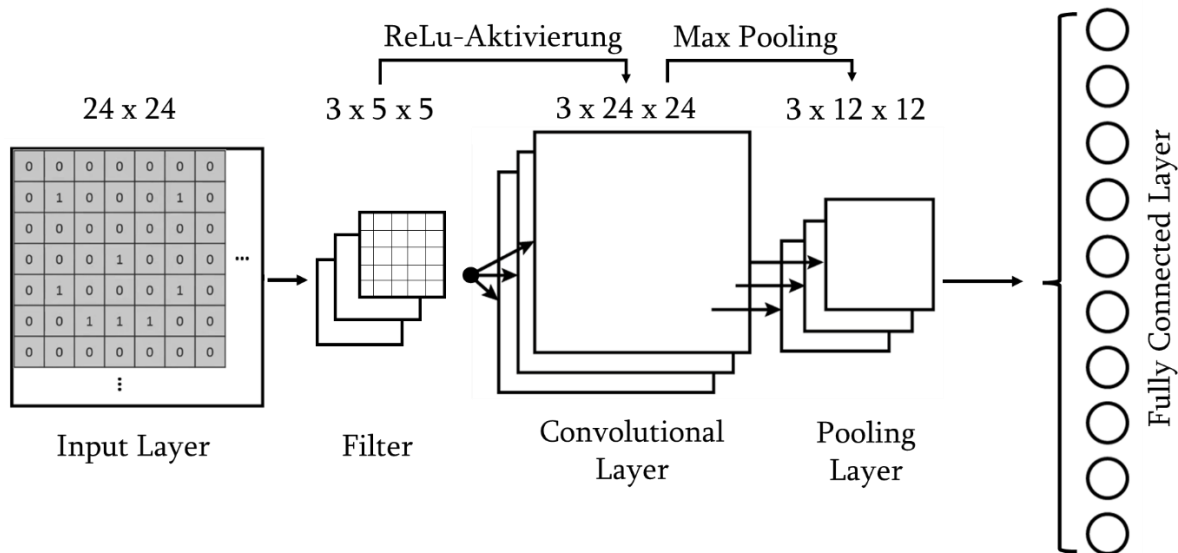 ReLu-Aktivierung
Max Pooling
24 x 24
3 x 5 x 5
3 x 24 x 24
3 x 12 x 12
0 0 0 0 0 0 0
0 1 0 0 0 1 0
0 0 0 0 0 0 0
0 0 0 1 0 0 0 ...
0 1 0 0 0 1 0
0 0 1 1 1 0 0
0 0 0 0 0 0 0
⋮
Input Layer
Filter
Convolutional
Layer
Pooling
Layer
Fully Connected Layer